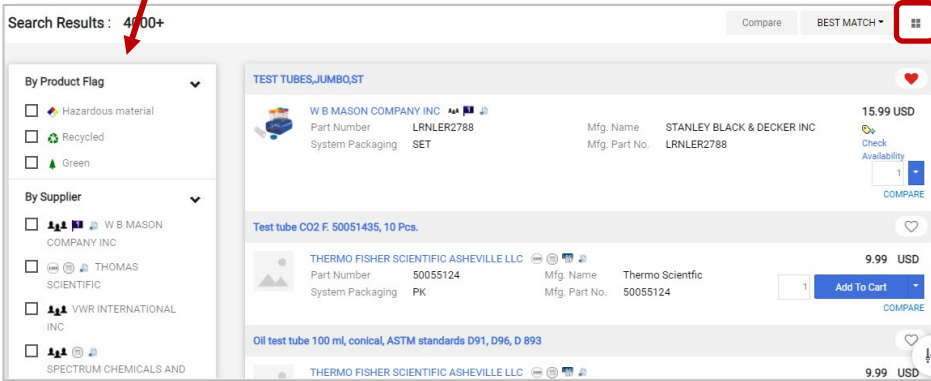 Search Results : 4000+
Compare
BEST MATCH
By Product Flag
Hazardous material
Recycled
Green
By Supplier
W B MASON
COMPANY INC
THOMAS
SCIENTIFIC
VWR INTERNATIONAL
INC
SPECTRUM CHEMICALS AND
TEST TUBES,JUMBO,ST
W B MASON COMPANY INC
15.99 USD
Part Number LRNLER2788 Mfg. Name STANLEY BLACK & DECKER INC
System Packaging SET Mfg. Part No. LRNLER2788
Check
Availability
1
COMPARE
Test tube CO2 F. 50051435, 10 Pcs.
THERMO FISHER SCIENTIFIC ASHEVILLE LLC
9.99 USD
Part Number 50055124 Mfg. Name Thermo Scientfic
System Packaging PK Mfg. Part No. 50055124
1 Add To Cart
COMPARE
Oil test tube 100 ml, conical, ASTM standards D91, D96, D 893
THERMO FISHER SCIENTIFIC ASHEVILLE LLC
9.99 USD